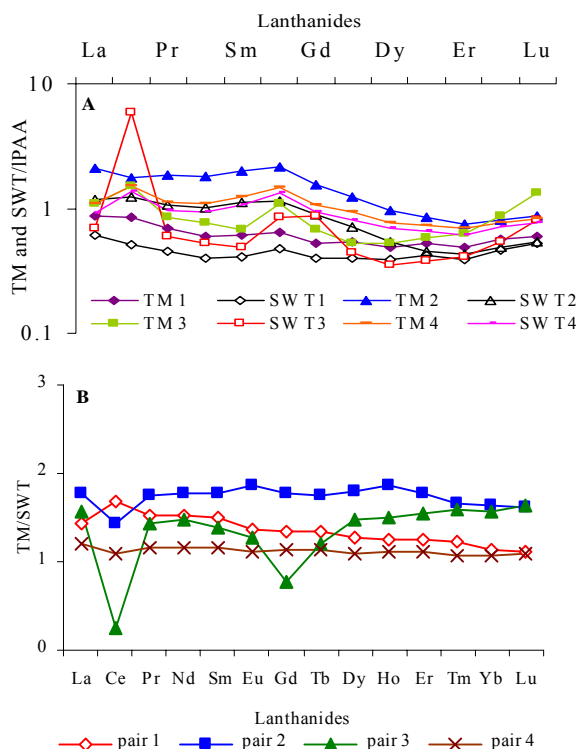 Lanthanides
La Pr Sm Gd Dy Er Lu
10
A
1
0.1
TM and SWT/IPAA
TM 1 SW T1 TM 2 SW T2
TM 3 SW T3 TM 4 SW T4
3
B
2
1
0
TM/SWT
La Ce Pr Nd Sm Eu Gd Tb Dy Ho Er Tm Yb Lu
Lanthanides
pair 1 pair 2 pair 3 pair 4